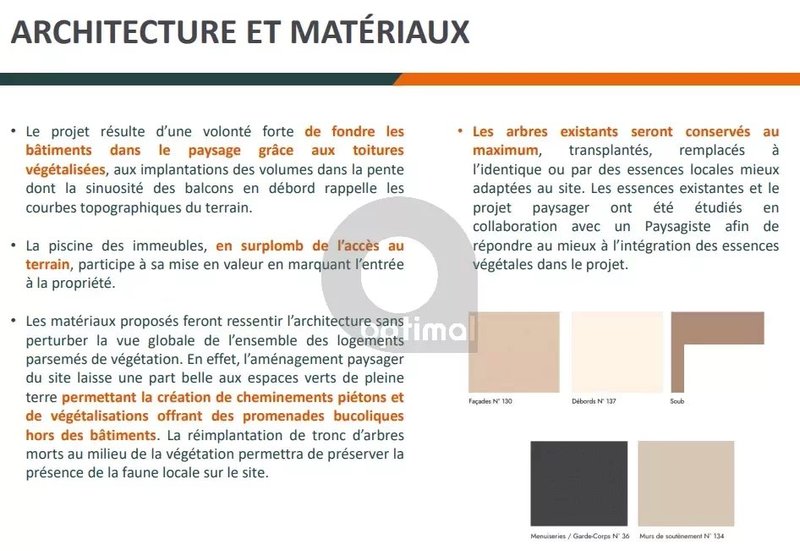 ARCHITECTURE ET MATÉRIAUX
• Le projet résulte d’une volonté forte de fondre les
bâtiments dans le paysage grâce aux toitures
végétalisées, aux implantations des volumes dans la pente
dont la sinuosité des balcons en débord rappelle les
courbes topographiques du terrain.
• La piscine des immeubles, en surplomb de l’accès au
terrain, participe à sa mise en valeur en marquant l’entrée
à la propriété.
• Les matériaux proposés feront ressentir l’architecture sans
perturber la vue globale de l’ensemble des logements
parsemés de végétation. En effet, l’aménagement paysager
du site laisse une part belle aux espaces verts de pleine
terre permettant la création de cheminements piétons et
de végétalisations offrant des promenades bucoliques
hors des bâtiments. La réimplantation de tronc d’arbres
morts au milieu de la végétation permettra de préserver la
présence de la faune locale sur le site.
• Les arbres existants seront conservés au
maximum, transplantés, remplacés à
l’identique ou par des essences locales mieux
adaptées au site. Les essences existantes et le
projet paysager ont été étudiés en
collaboration avec un Paysagiste afin de
répondre au mieux à l’intégration des essences
végétales dans le projet.
optimal
Façades N° 130
Débords N° 137
Soub
Menuiseries / Garde-Corps N° 36
Murs de soutènement N° 134